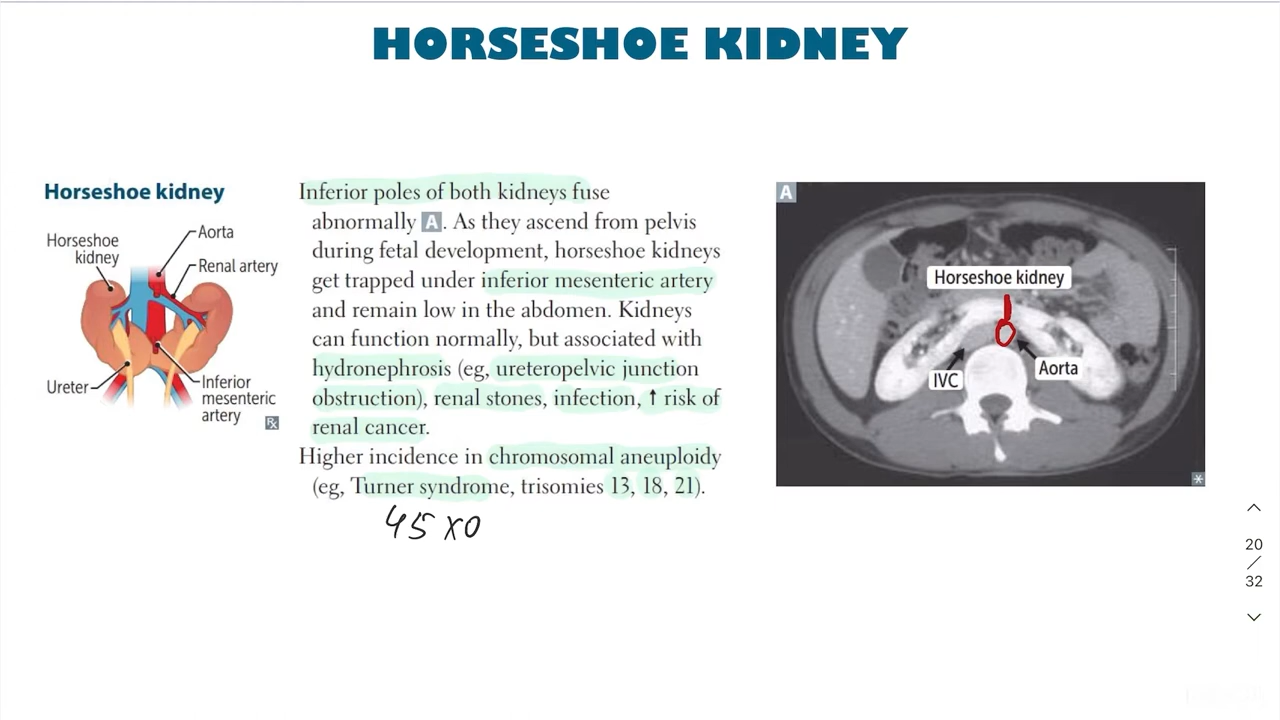 HORSESHOE KIDNEY
Horseshoe kidney
Horseshoe
kidney
Aorta
Renal artery
Ureter
Inferior
mesenteric
artery
Rx
Inferior poles of both kidneys fuse
abnormally A. As they ascend from pelvis
during fetal development, horseshoe kidneys
get trapped under inferior mesenteric artery
and remain low in the abdomen. Kidneys
can function normally, but associated with
hydronephrosis (eg, ureteropelvic junction
obstruction), renal stones, infection, ↑ risk of
renal cancer.
Higher incidence in chromosomal aneuploidy
(eg, Turner syndrome, trisomies 13, 18, 21).
45 XO
A
Horseshoe kidney
IVC
Aorta
*
20
/
32